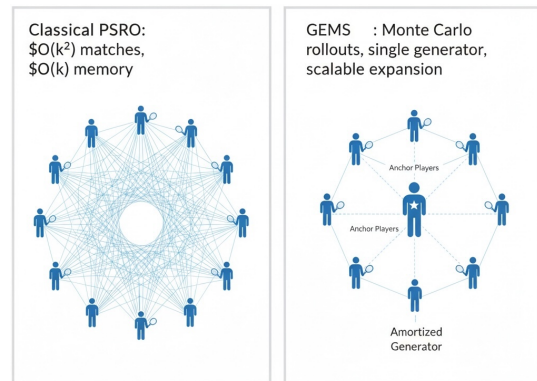 Classical PSRO:
$O(k²) matches,
$O(k) memory
GEMS : Monte Carlo
rollouts, single generator,
scalable expansion
Anchor Players
Anchor Players
Amortized
Generator